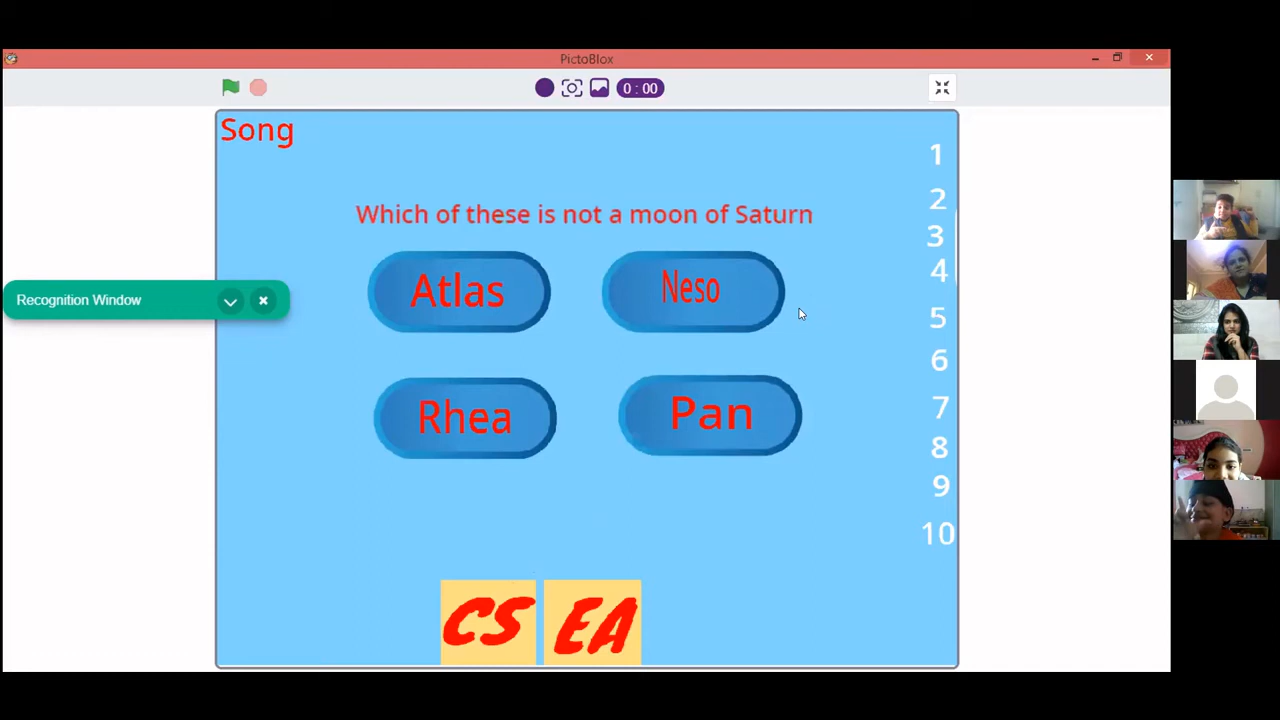 PictoBlox
0 : 00
Song
1
Which of these is not a moon of Saturn
2
3
Atlas
Neso
4
Recognition Window
5
6
Rhea
Pan
7
8
9
10
CS EA